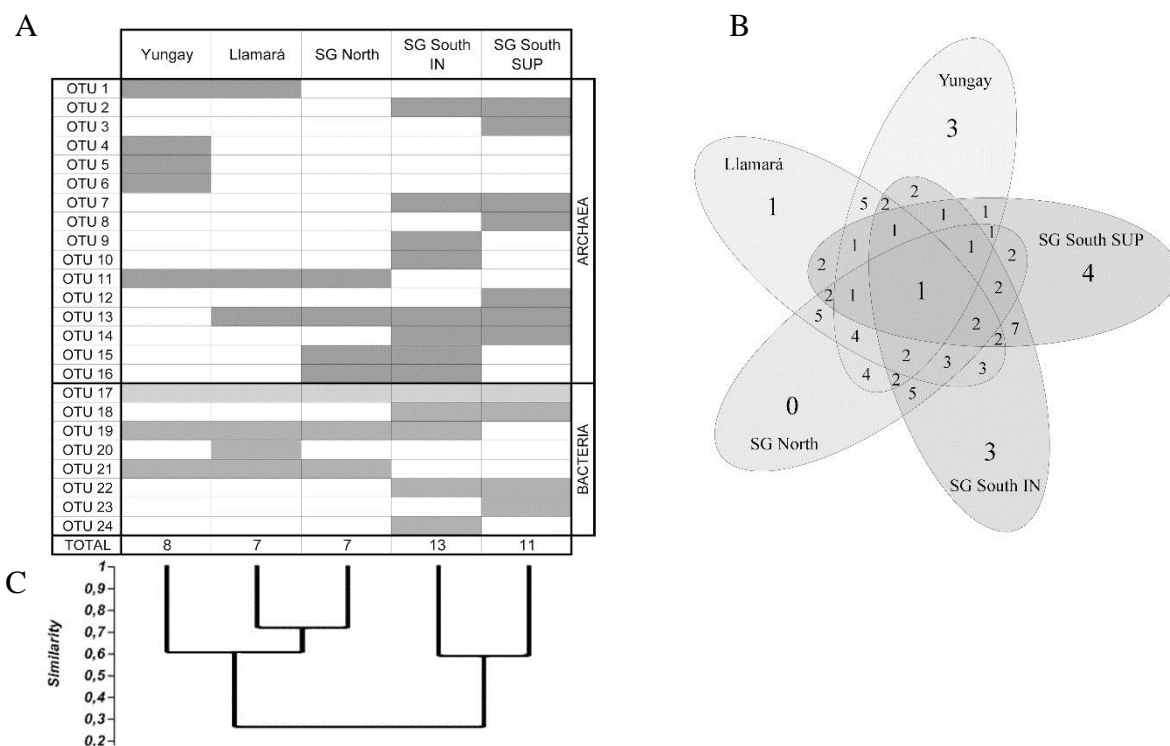 A
Yungay Llamará SG North SG South IN SG South SUP
OTU 1
OTU 2
OTU 3
OTU 4
OTU 5
OTU 6
OTU 7
OTU 8
OTU 9
OTU 10
OTU 11
OTU 12
OTU 13
OTU 14
OTU 15
OTU 16
ARCHAEA
OTU 17
OTU 18
OTU 19
OTU 20
OTU 21
OTU 22
OTU 23
OTU 24
BACTERIA
TOTAL 8 7 7 13 11
B
Yungay
3
Llamará
1
2
5 2
1 1
1 1
1 1 2
SG South SUP
4
2
2 1 1 2
5 2 7
4 2 2
4 2 3 3
5
0
SG North
3
SG South IN
C
Similarity
1
0,9
0,8
0,7
0,6
0,5
0,4
0,3
0,2